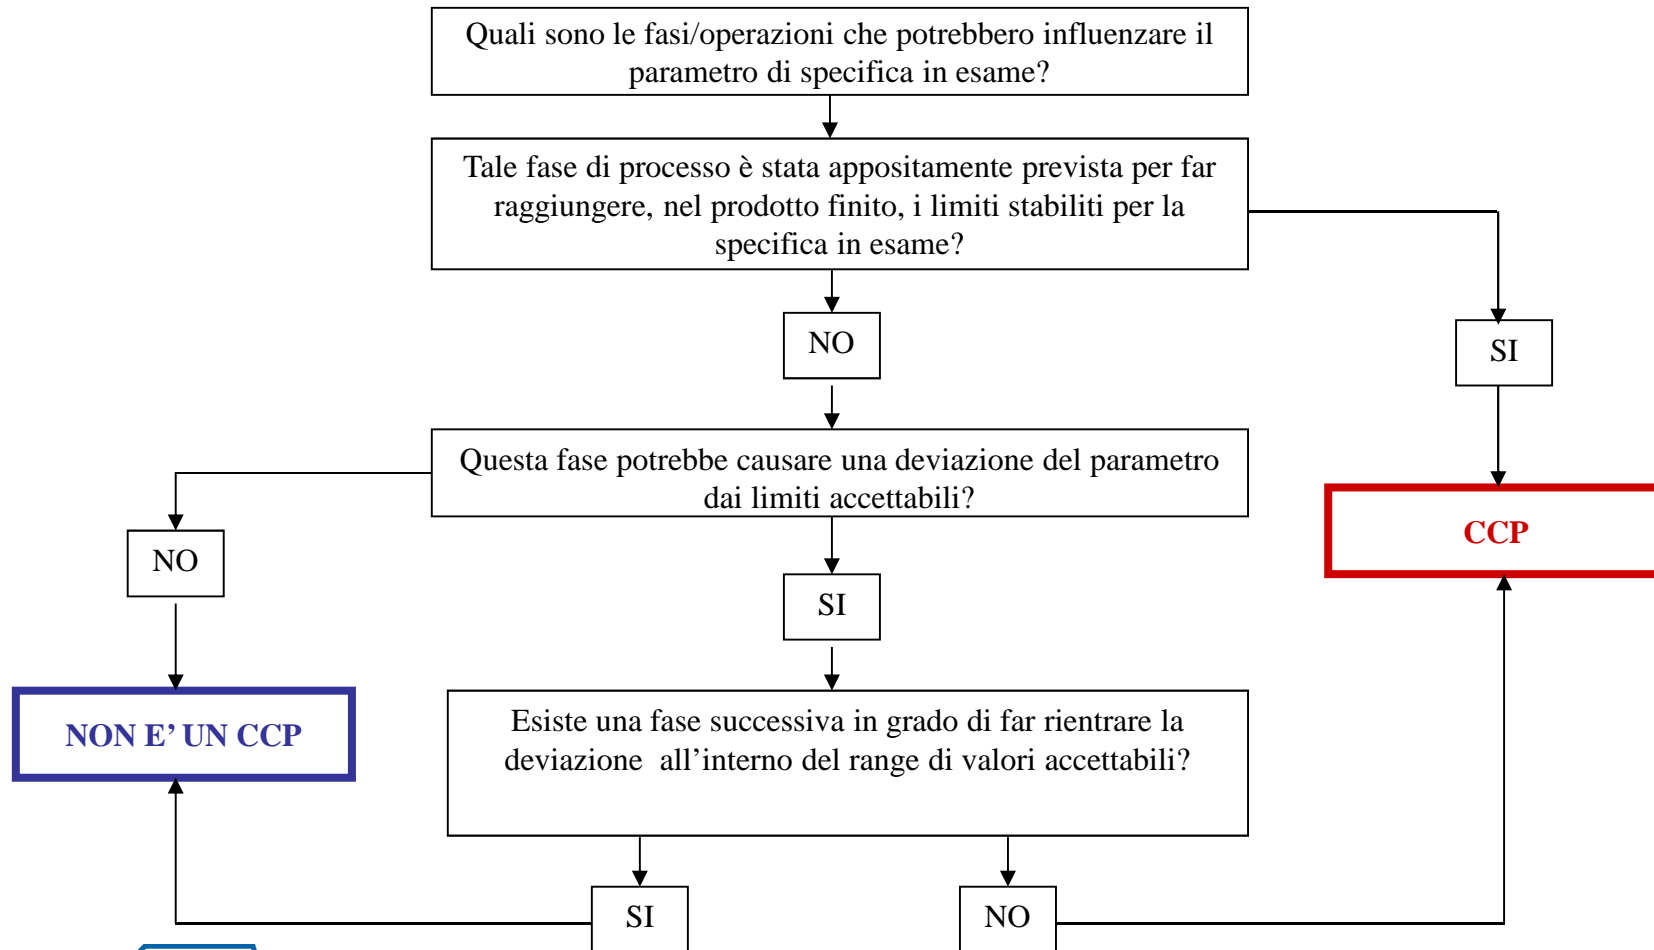 Quali sono le fasi/operazioni che potrebbero influenzare il
parametro di specifica in esame?
Tale fase di processo è stata appositamente prevista per far
raggiungere, nel prodotto finito, i limiti stabiliti per la
specifica in esame?
NO
SI
Questa fase potrebbe causare una deviazione del parametro
dai limiti accettabili?
CCP
NO
SI
NON E’ UN CCP
Esiste una fase successiva in grado di far rientrare la
deviazione all’interno del range di valori accettabili?
SI
NO